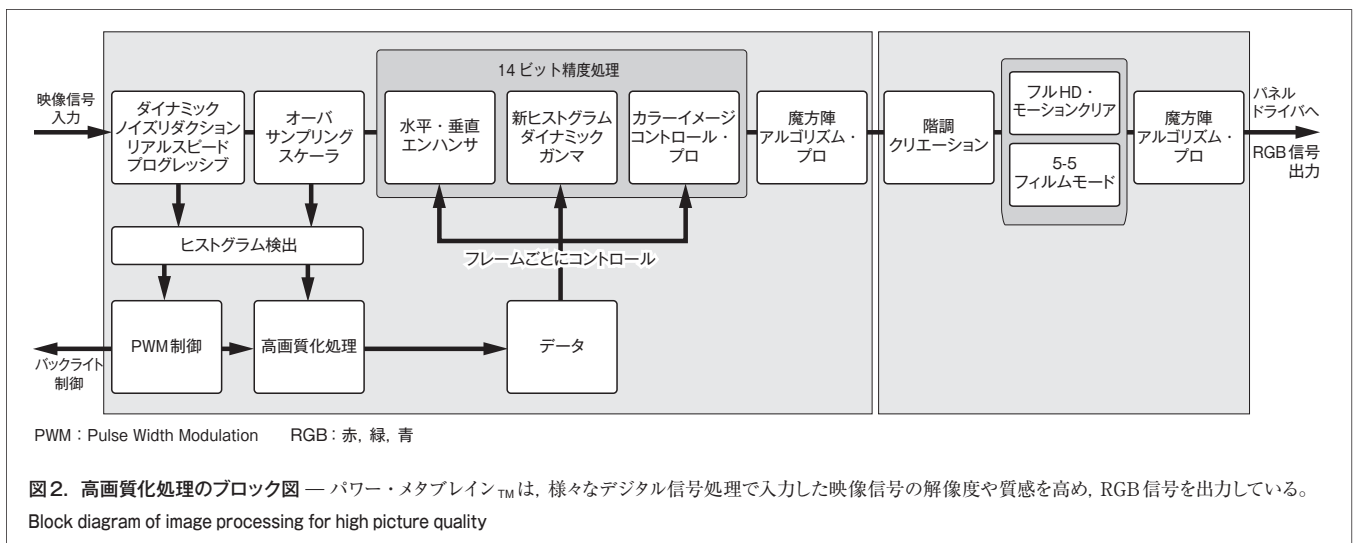 14ビット精度処理
映像信号
入力
ダイナミック
ノイズリダクション
リアルスピード
プログレッシブ
オーバ
サンプリング
スケーラ
水平・垂直
エンハンサ
新ヒストグラム
ダイナミック
ガンマ
カラーイメージ
コントロール・
プロ
魔方陣
アルゴリズム・
プロ
階調
クリエーション
フルHD・
モーションクリア
5-5
フィルムモード
魔方陣
アルゴリズム・
プロ
パネル
ドライバへ
RGB信号
出力
ヒストグラム検出
フレームごとにコントロール
PWM制御
高画質化処理
データ
バックライト
制御
PWM：Pulse Width Modulation RGB：赤，緑，青
図2．高画質化処理のブロック図 ― パワー・メタブレインTMは，様々なデジタル信号処理で入力した映像信号の解像度や質感を高め，RGB信号を出力している。
Block diagram of image processing for high picture quality